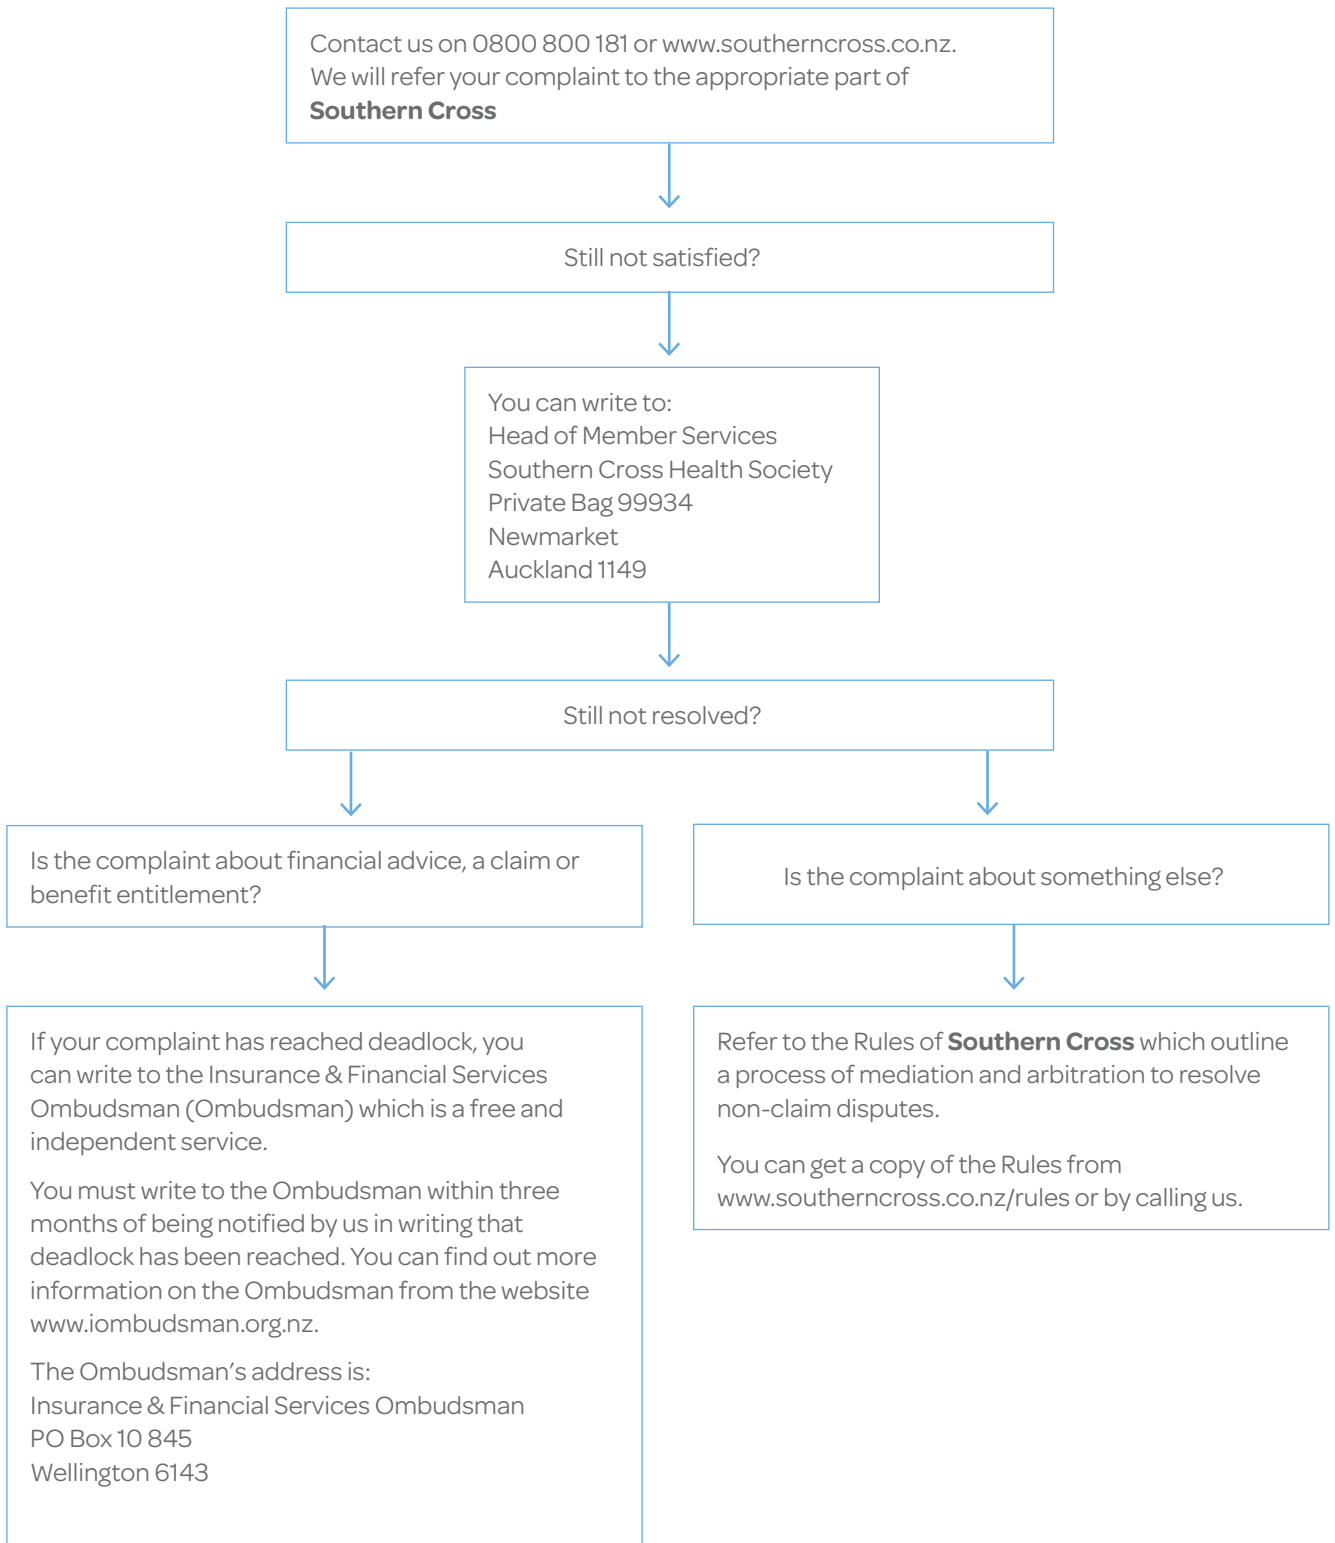 Contact us on 0800 800 181 or www.southerncross.co.nz.
We will refer your complaint to the appropriate part of
Southern Cross
Still not satisfied?
You can write to:
Head of Member Services
Southern Cross Health Society
Private Bag 99934
Newmarket
Auckland 1149
Still not resolved?
Is the complaint about financial advice, a claim or
benefit entitlement?
Is the complaint about something else?
If your complaint has reached deadlock, you
can write to the Insurance & Financial Services
Ombudsman (Ombudsman) which is a free and
independent service.
You must write to the Ombudsman within three
months of being notified by us in writing that
deadlock has been reached. You can find out more
information on the Ombudsman from the website
www.iombudsman.org.nz.
The Ombudsman's address is:
Insurance & Financial Services Ombudsman
PO Box 10 845
Wellington 6143
Refer to the Rules of Southern Cross which outline
a process of mediation and arbitration to resolve
non-claim disputes.
You can get a copy of the Rules from
www.southerncross.co.nz/rules or by calling us.